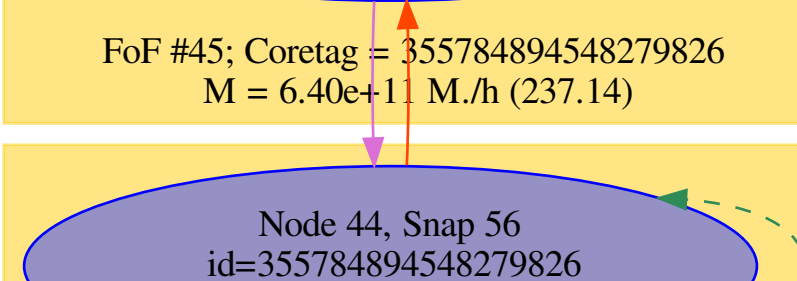 FoF #45; Coretag = 355784894548279826
M = 6.40e+11 M./h (237.14)
Node 44, Snap 56
id=355784894548279826